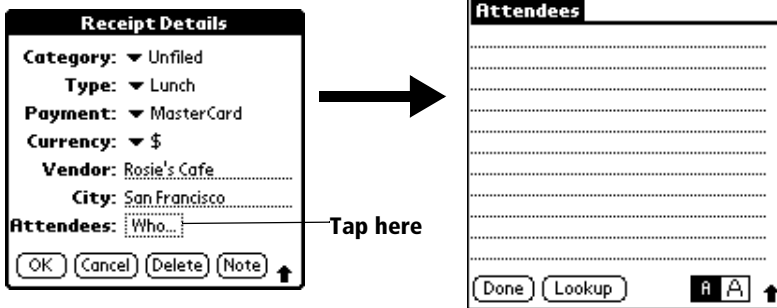 Receipt Details
Category: Unfiled
Type: Lunch
Payment: MasterCard
Currency: $
Vendor: Rosie's Cafe
City: San Francisco
Attendees: Who...
OK Cancel Delete Note
Tap here
Attendees
Done Lookup A A